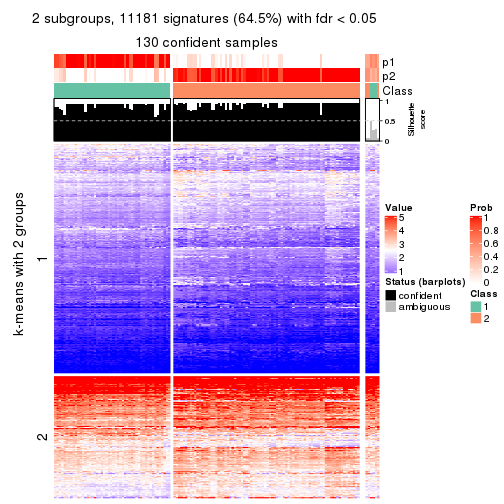 2 subgroups, 11181 signatures (64.5%) with fdr < 0.05
130 confident samples
p1
p2
Class
1
0.5
0
Silhouette
score
k-means with 2 groups
1
2
Value
5
4
3
2
1
Status (barplots)
confident
ambiguous
Prob
1
0.8
0.6
0.4
0.2
0
Class
1
2